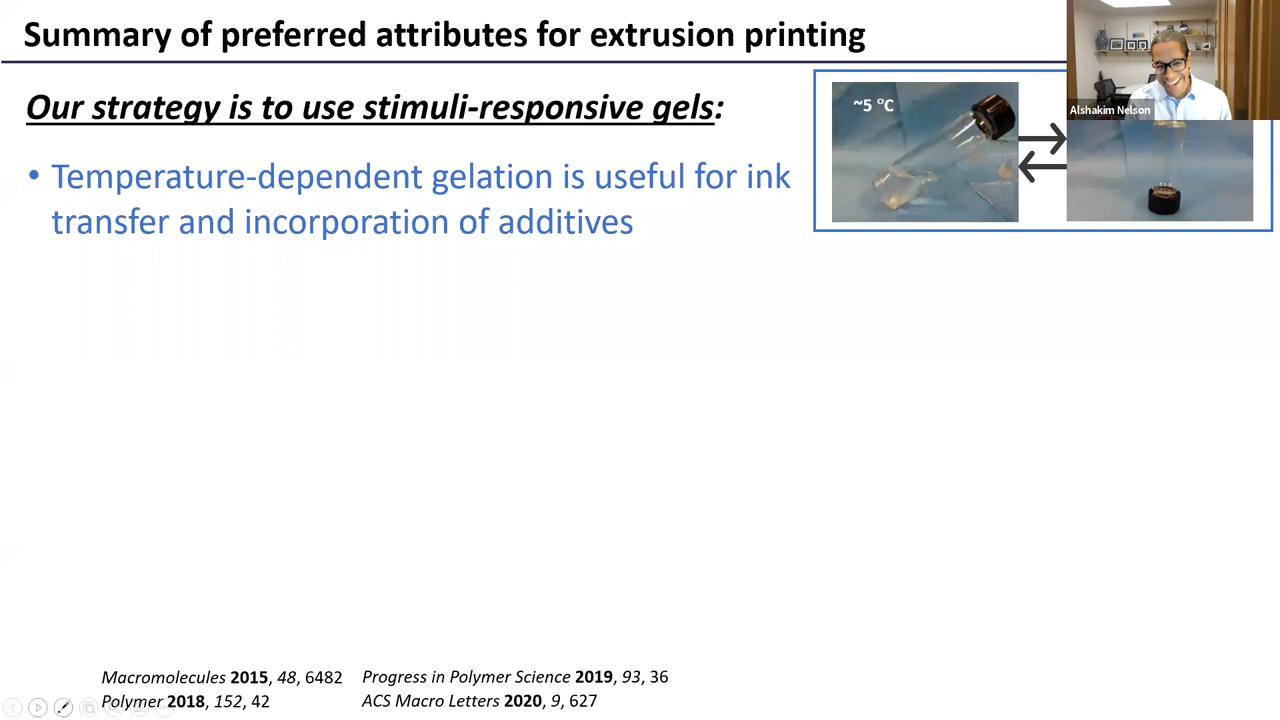 Summary of preferred attributes for extrusion printing
Alshakim Nelson
Our strategy is to use stimuli-responsive gels:
~5 °C
• Temperature-dependent gelation is useful for ink
transfer and incorporation of additives
Macromolecules 2015, 48, 6482
Progress in Polymer Science 2019, 93, 36
Polymer 2018, 152, 42
ACS Macro Letters 2020, 9, 627